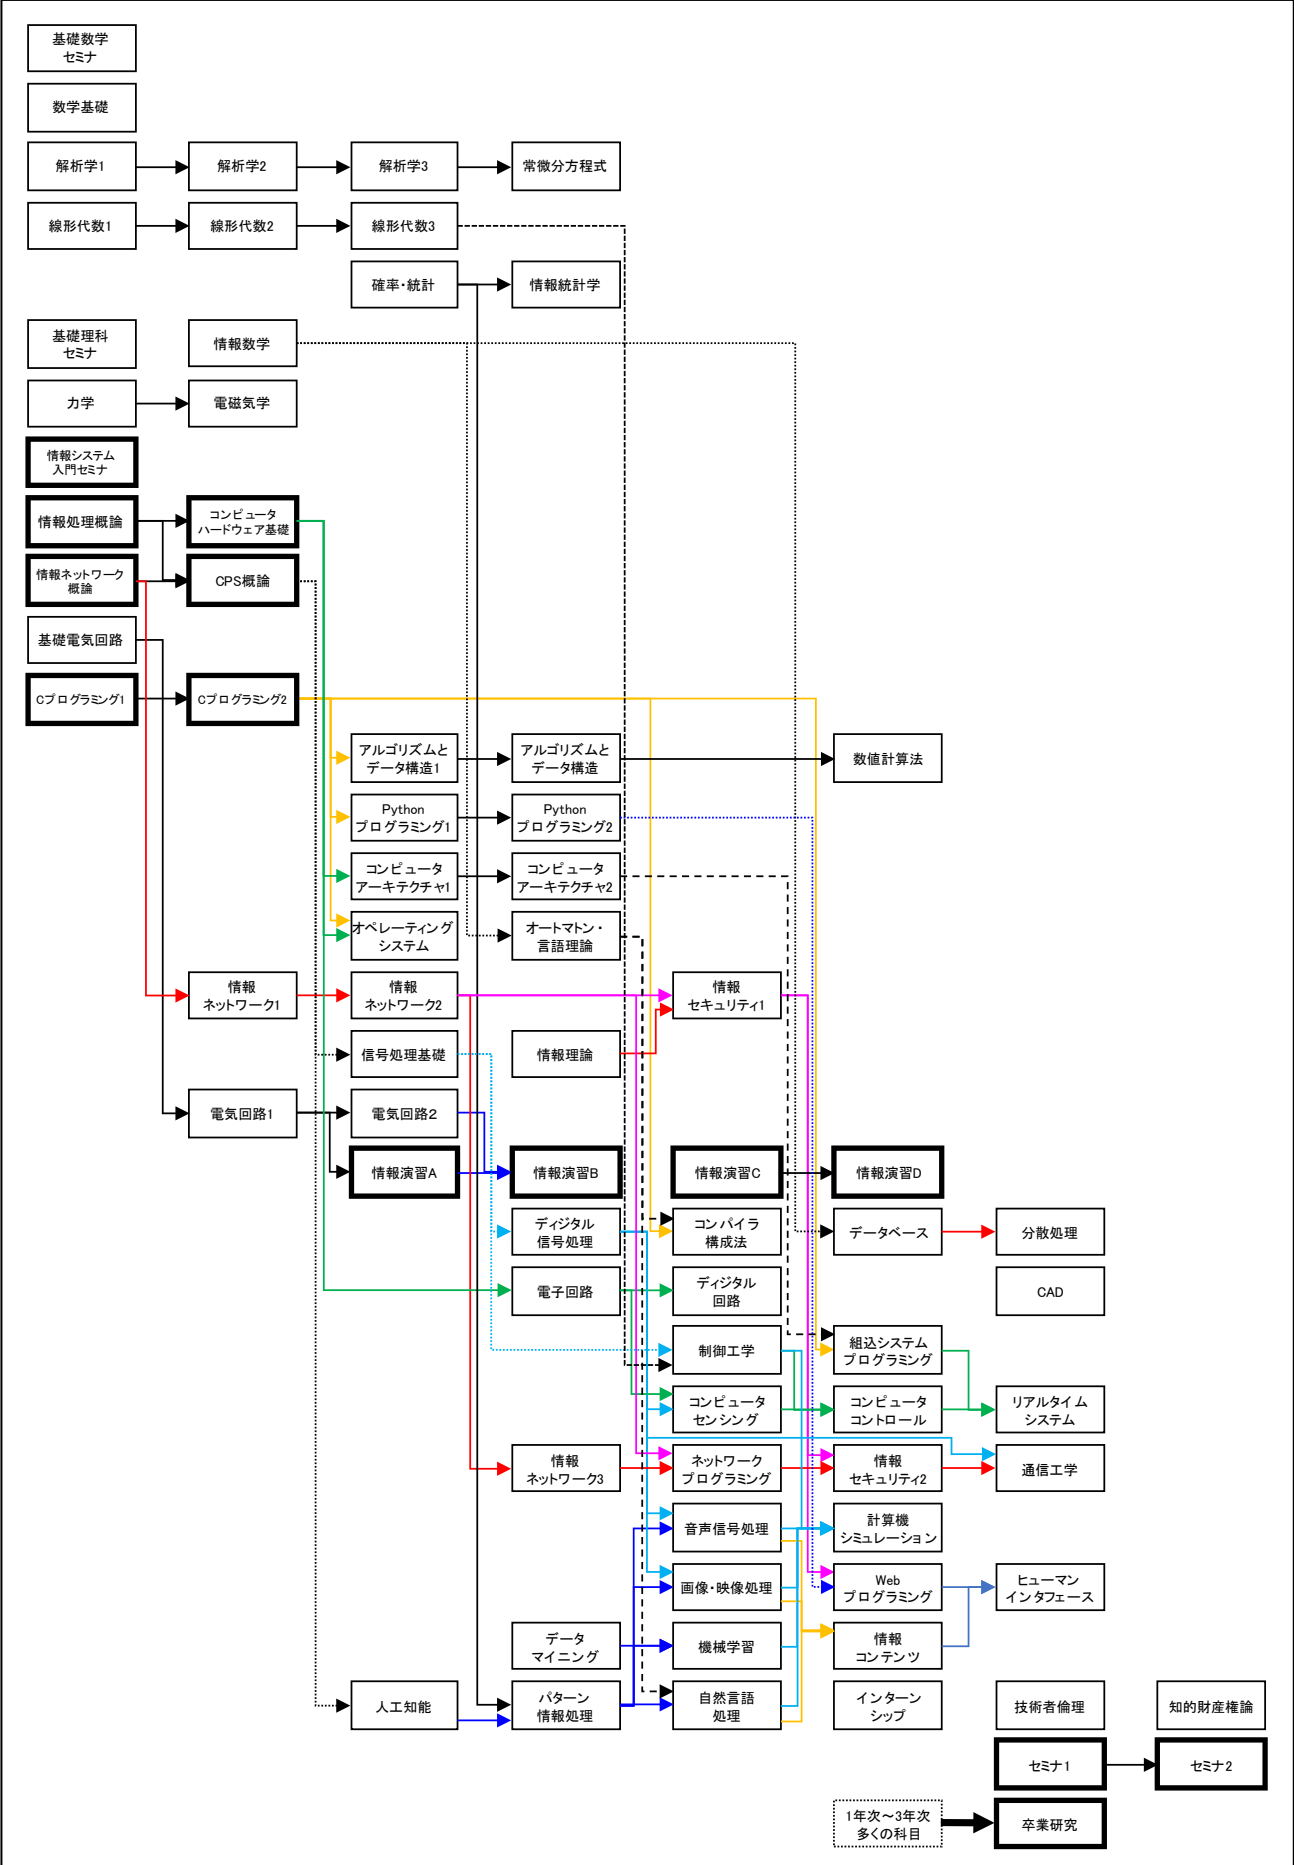 基礎数学
セミナ
数学基礎
解析学1
解析学2
解析学3
常微分方程式
線形代数1
線形代数2
線形代数3
確率・統計
情報統計学
基礎理科
セミナ
情報数学
力学
電磁気学
情報システム
入門セミナ
情報処理概論
コンピュータ
ハードウェア基礎
情報ネットワーク
概論
CPS概論
基礎電気回路
Cプログラミング1
Cプログラミング2
アルゴリズムと
データ構造1
アルゴリズムと
データ構造
数値計算法
Python
プログラミング1
Python
プログラミング2
コンピュータ
アーキテクチャ1
コンピュータ
アーキテクチャ2
オペレーティング
システム
オートマトン・
言語理論
情報
ネットワーク1
情報
ネットワーク2
情報
セキュリティ1
信号処理基礎
情報理論
電気回路1
電気回路2
情報演習A
情報演習B
情報演習C
情報演習D
ディジタル
信号処理
コンパイラ
構成法
データベース
分散処理
電子回路
ディジタル
回路
CAD
制御工学
組込システム
プログラミング
コンピュータ
センシング
コンピュータ
コントロール
リアルタイム
システム
情報
ネットワーク3
ネットワーク
プログラミング
情報
セキュリティ2
通信工学
音声信号処理
計算機
シミュレーション
画像・映像処理
Web
プログラミング
ヒューマン
インタフェース
データ
マイニング
機械学習
情報
コンテンツ
人工知能
パターン
情報処理
自然言語
処理
インターン
シップ
技術者倫理
知的財産権論
セミナ1
セミナ2
1年次～3年次
多くの科目
卒業研究